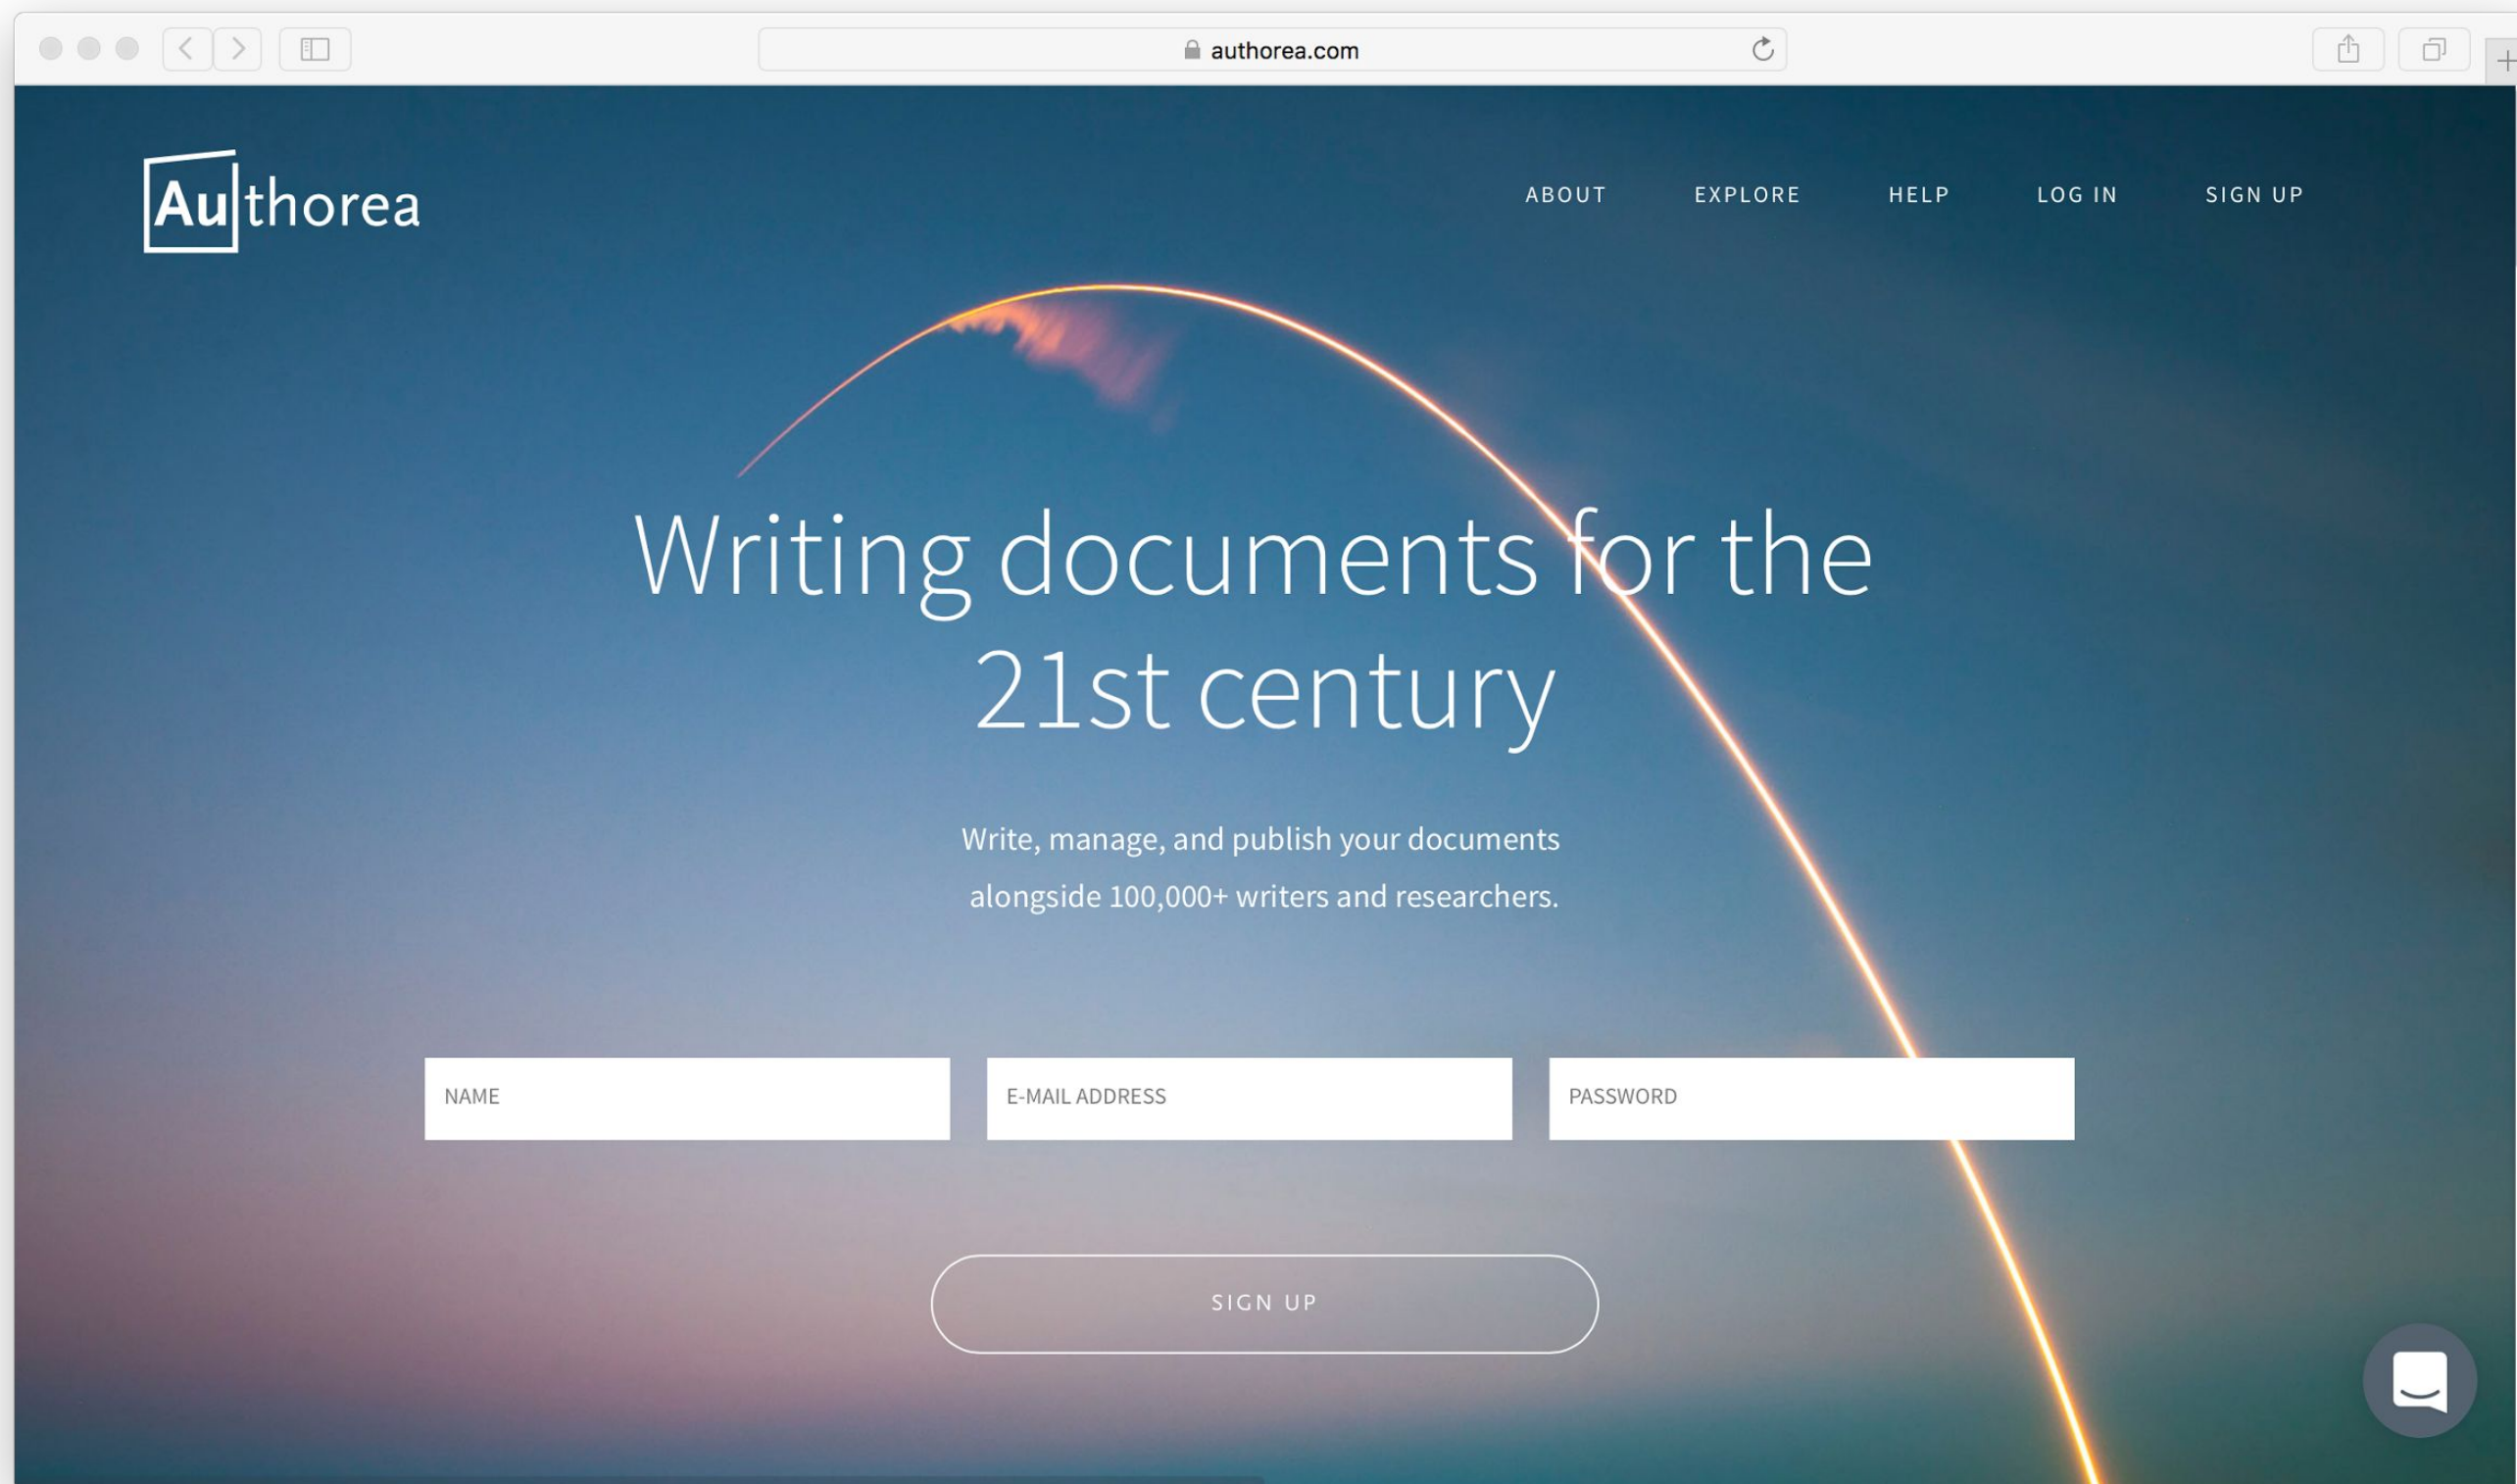 authorea.com
Authorea
ABOUT EXPLORE HELP LOG IN SIGN UP
Writing documents for the
21st century
Write, manage, and publish your documents
alongside 100,000+ writers and researchers.
NAME E-MAIL ADDRESS PASSWORD
SIGN UP